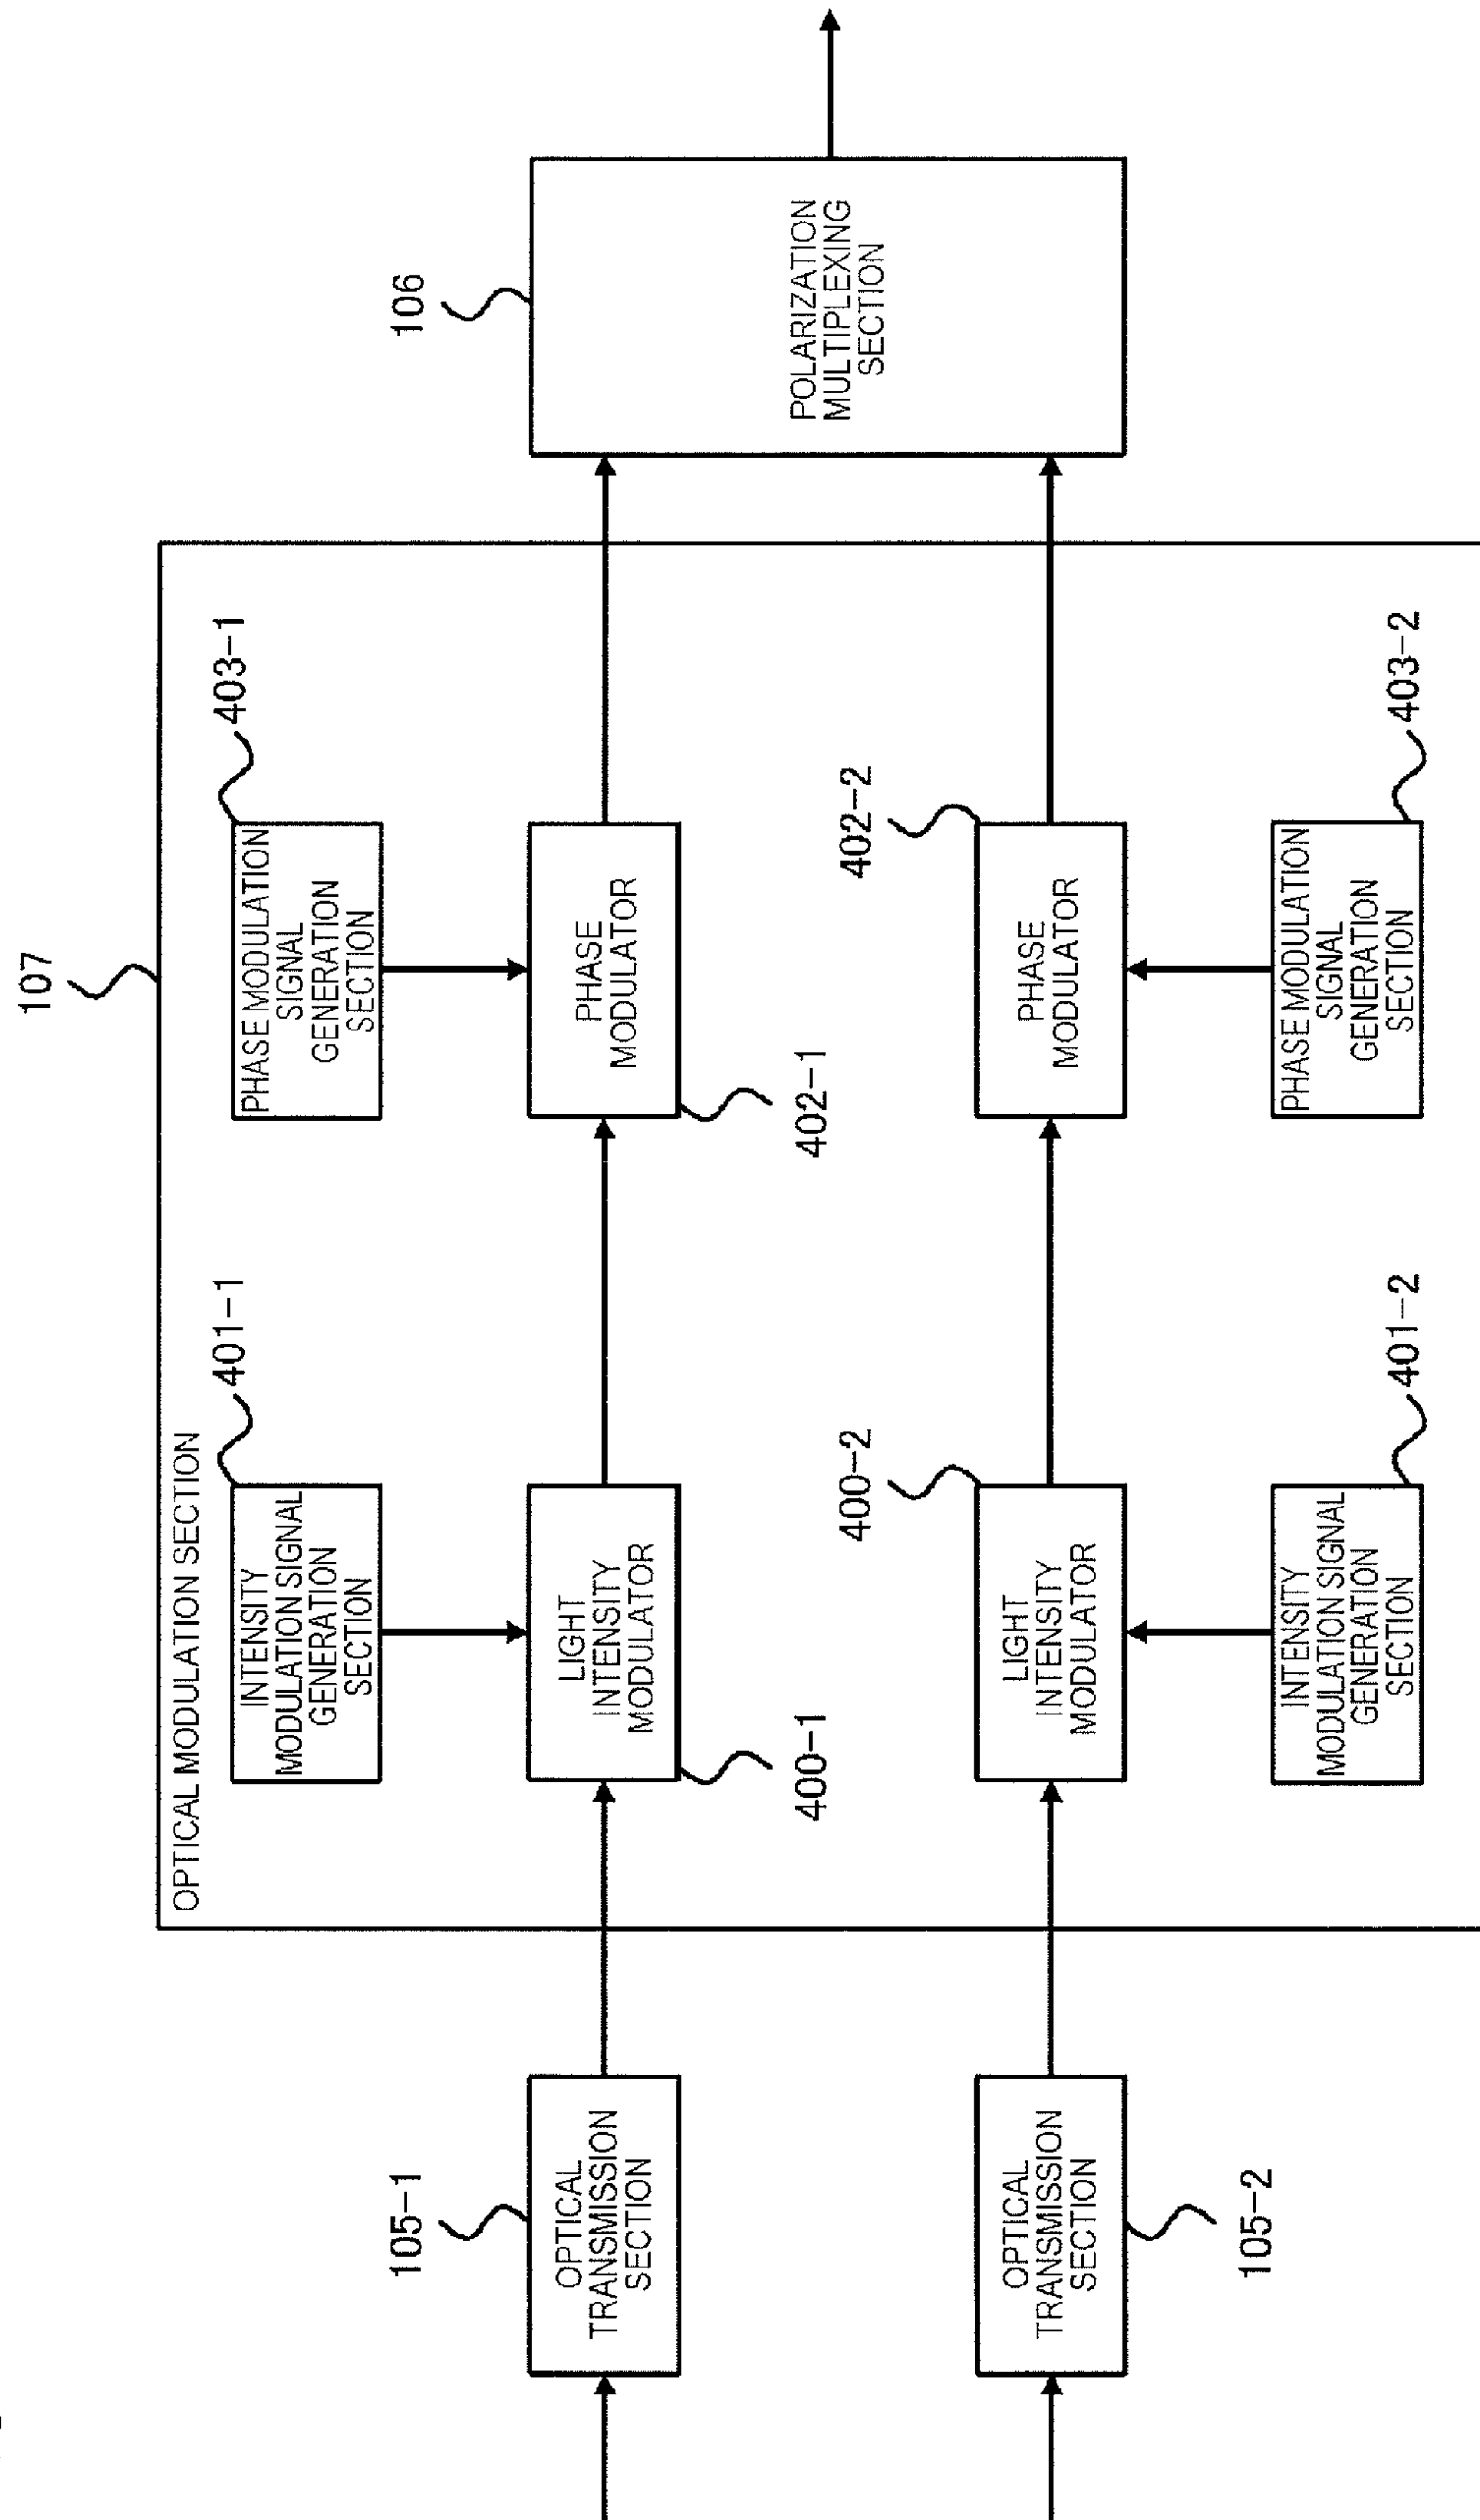 107
OPTICAL MODULATION SECTION
401-1
INTENSITY
MODULATION SIGNAL
GENERATION
SECTION
403-1
PHASE MODULATION
SIGNAL
GENERATION
SECTION
105-1
OPTICAL
TRANSMISSION
SECTION
LIGHT
INTENSITY
MODULATOR
400-1
PHASE
MODULATOR
402-1
106
POLARIZATION
MULTIPLEXING
SECTION
OPTICAL
TRANSMISSION
SECTION
105-2
400-2
LIGHT
INTENSITY
MODULATOR
402-2
PHASE
MODULATOR
INTENSITY
MODULATION SIGNAL
GENERATION
SECTION
401-2
PHASE MODULATION
SIGNAL
GENERATION
SECTION
403-2